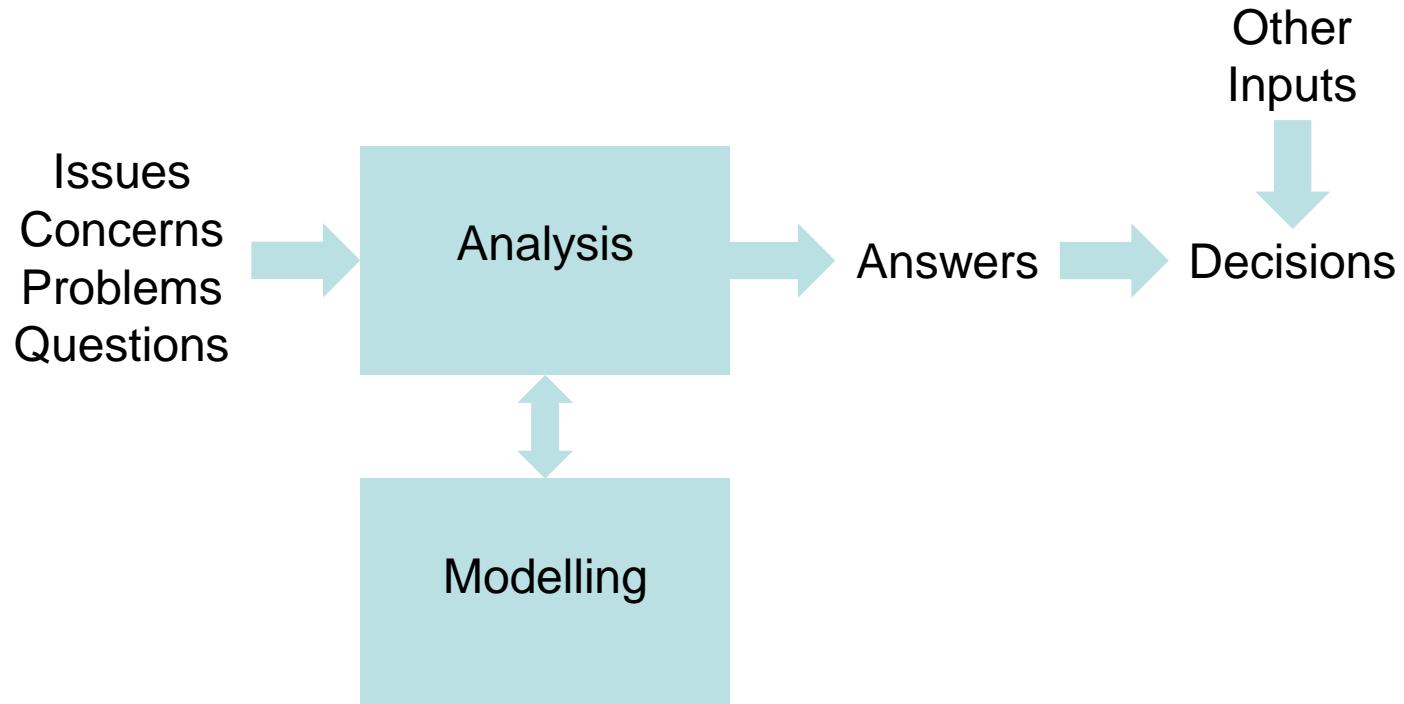 Other
Inputs
Issues
Concerns
Problems
Questions
Analysis
Answers
Decisions
Modelling